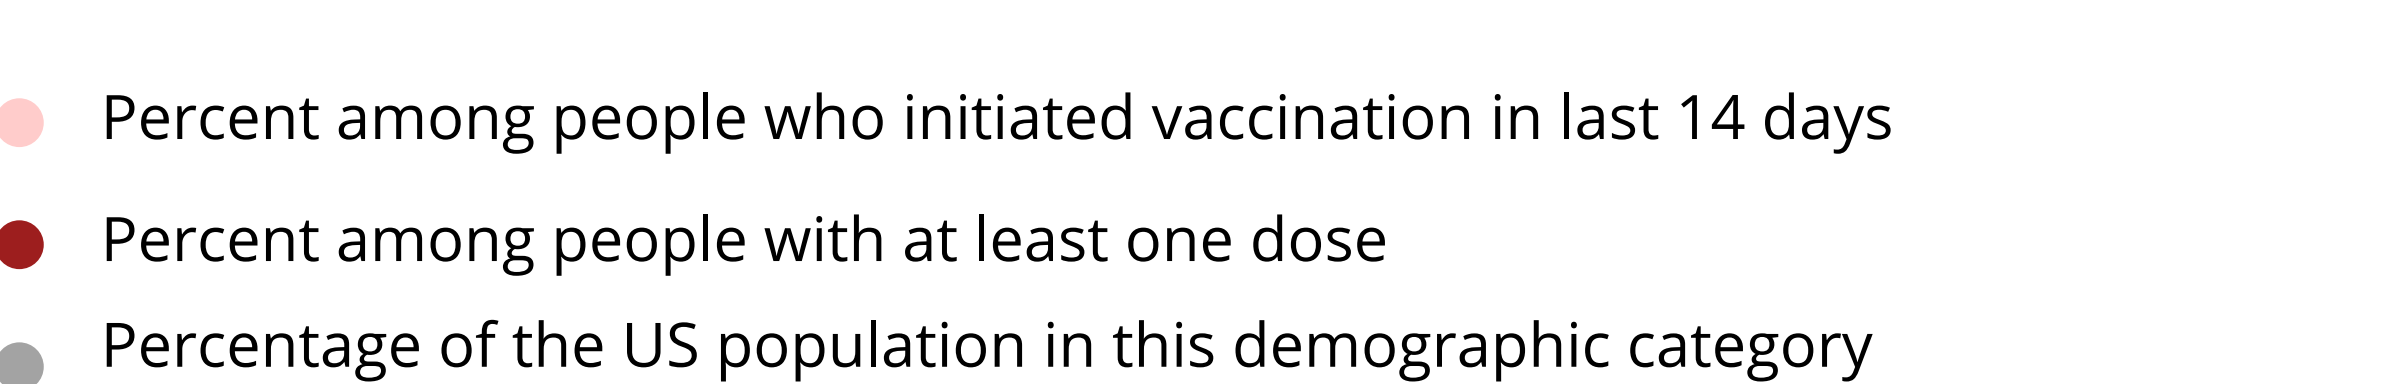 Percent among people who initiated vaccination in last 14 days
Percent among people with at least one dose
Percentage of the US population in this demographic category